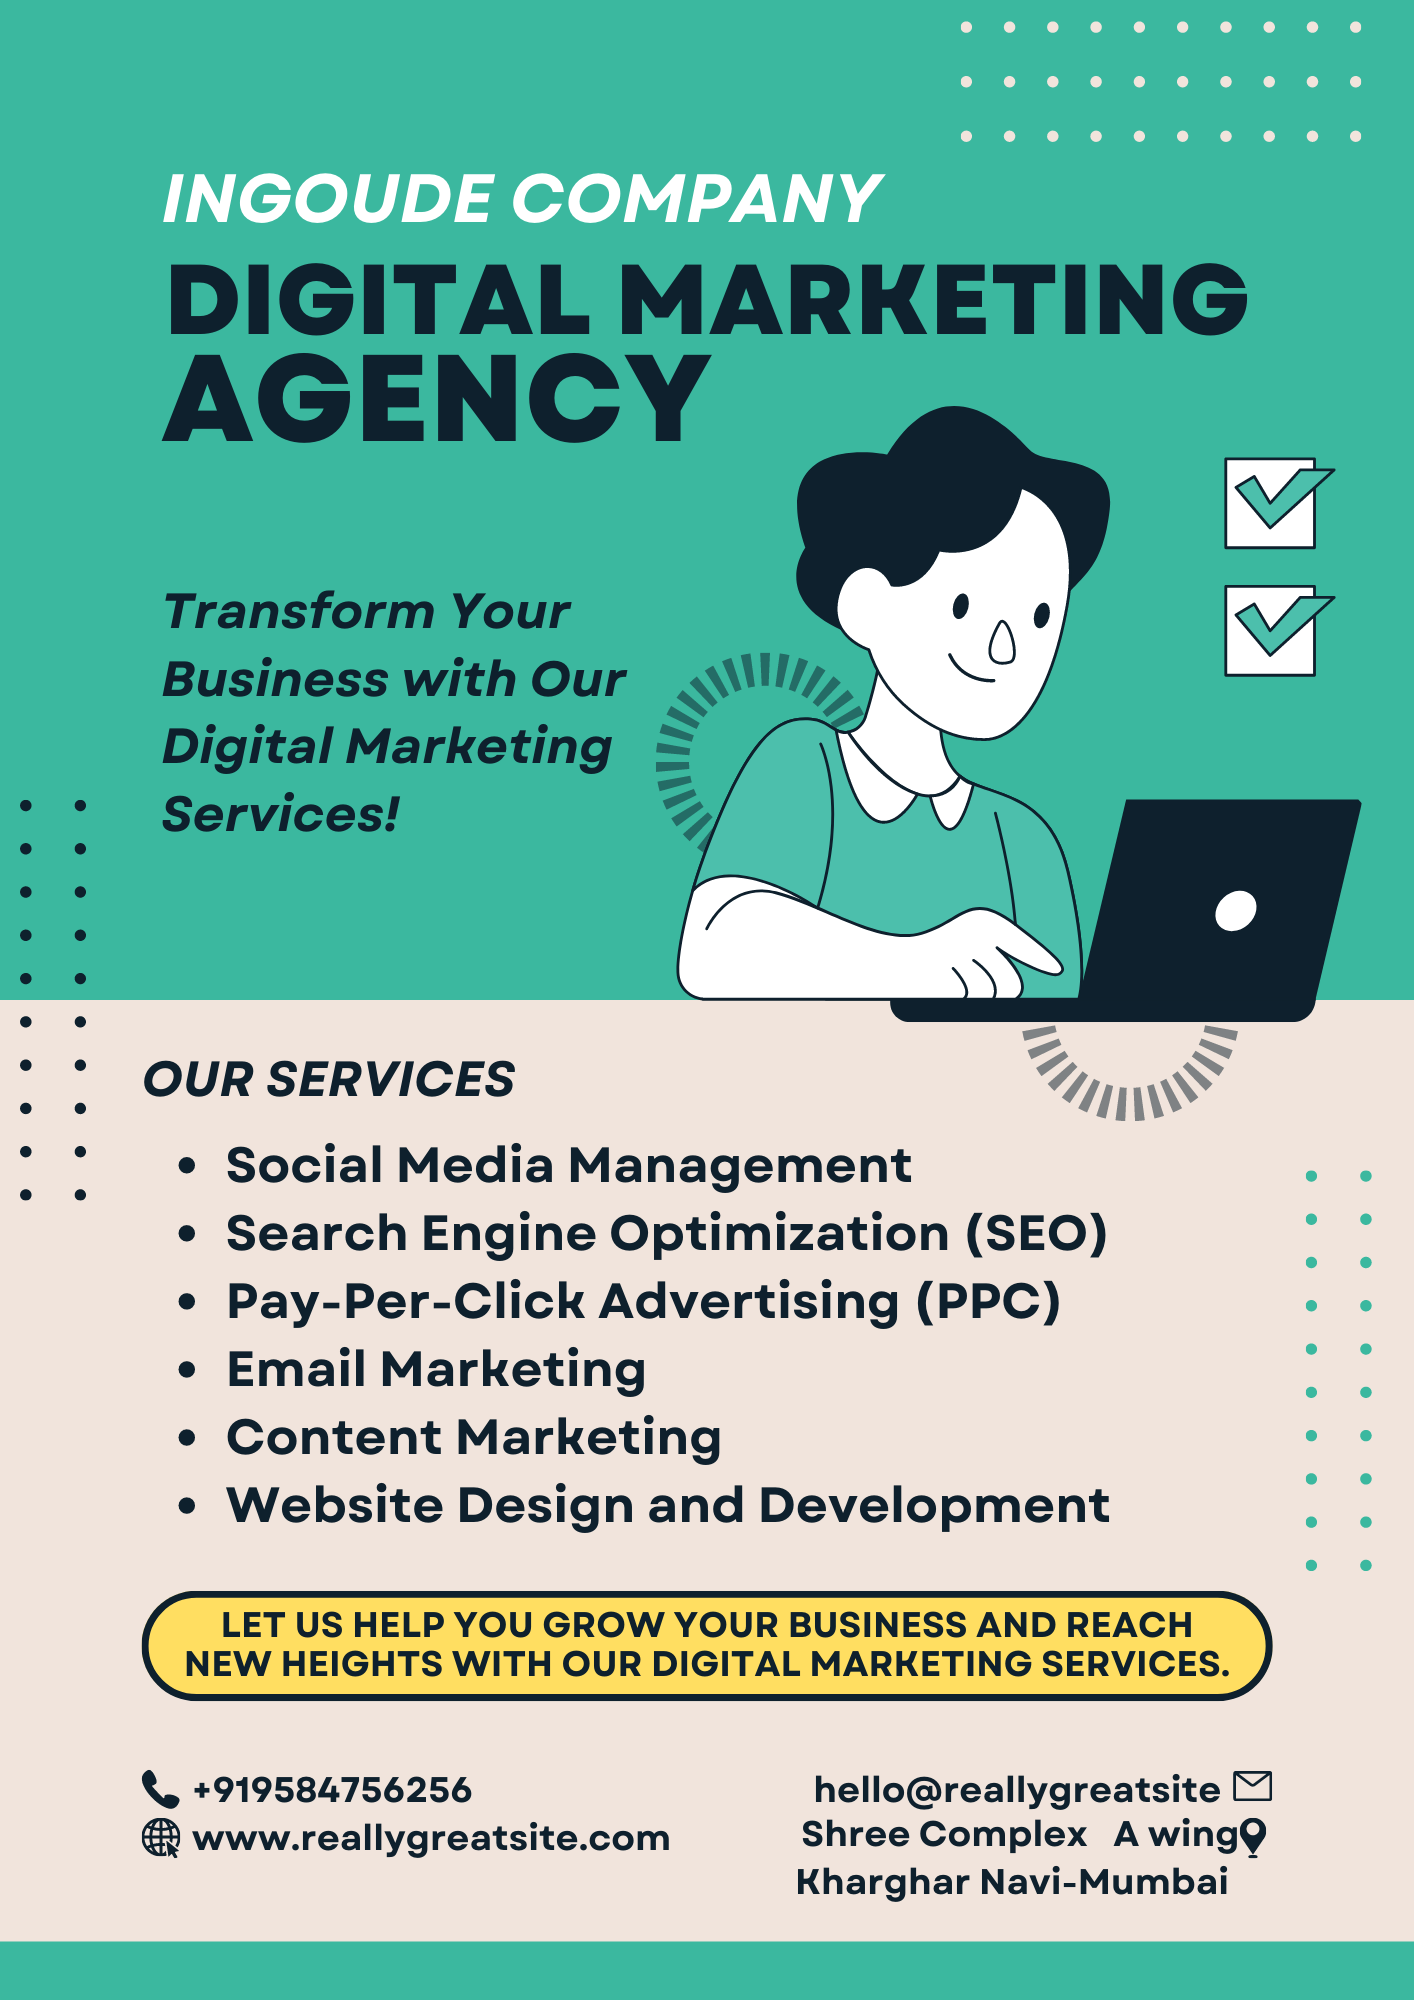 INGOUDE COMPANY
DIGITAL MARKETING
AGENCY
Transform Your
Business with Our
Digital Marketing
Services!
OUR SERVICES
• Social Media Management
• Search Engine Optimization (SEO)
• Pay-Per-Click Advertising (PPC)
• Email Marketing
• Content Marketing
• Website Design and Development
LET US HELP YOU GROW YOUR BUSINESS AND REACH
NEW HEIGHTS WITH OUR DIGITAL MARKETING SERVICES.
+919584756256
www.reallygreatsite.com
hello@reallygreatsite
Shree Complex A wing
Kharghar Navi-Mumbai